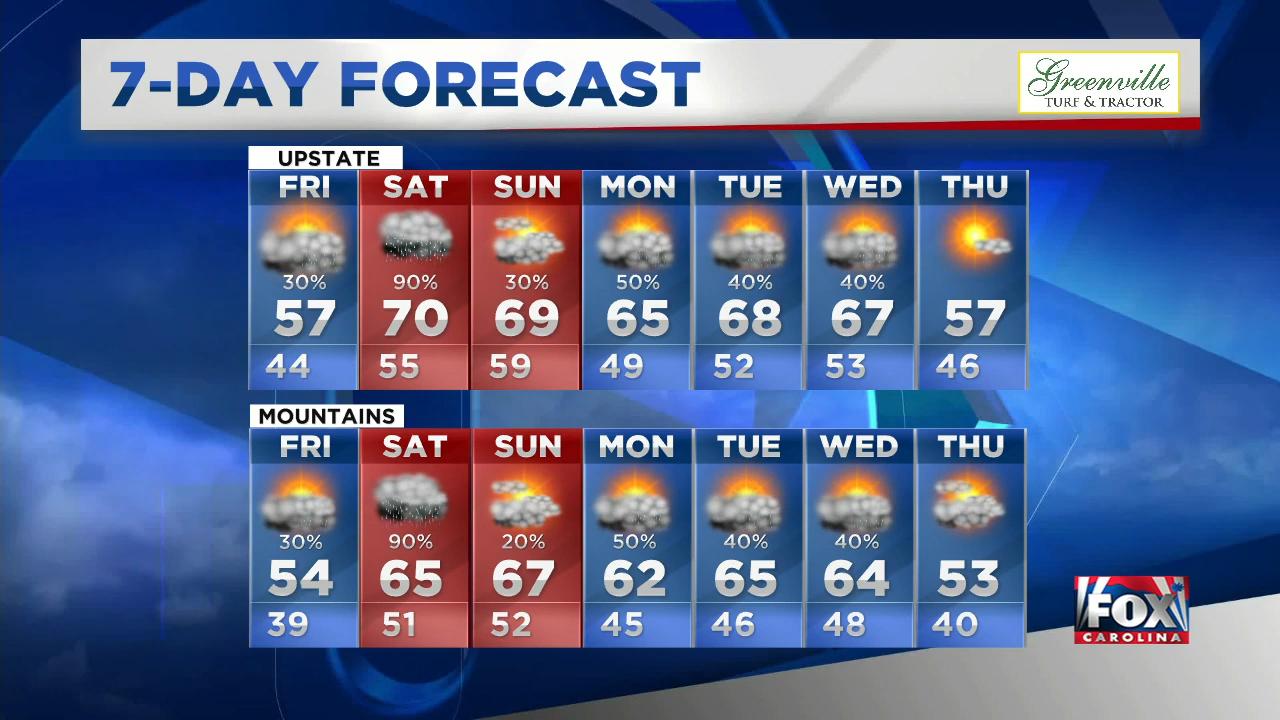 7-DAY FORECAST
Greenville
TURF & TRACTOR
UPSTATE
FRI SAT SUN MON TUE WED THU
30% 90% 30% 50% 40% 40%
57 70 69 65 68 67 57
44 55 59 49 52 53 46
MOUNTAINS
FRI SAT SUN MON TUE WED THU
30% 90% 20% 50% 40% 40%
54 65 67 62 65 64 53
39 51 52 45 46 48 40
FOX
CAROLINA